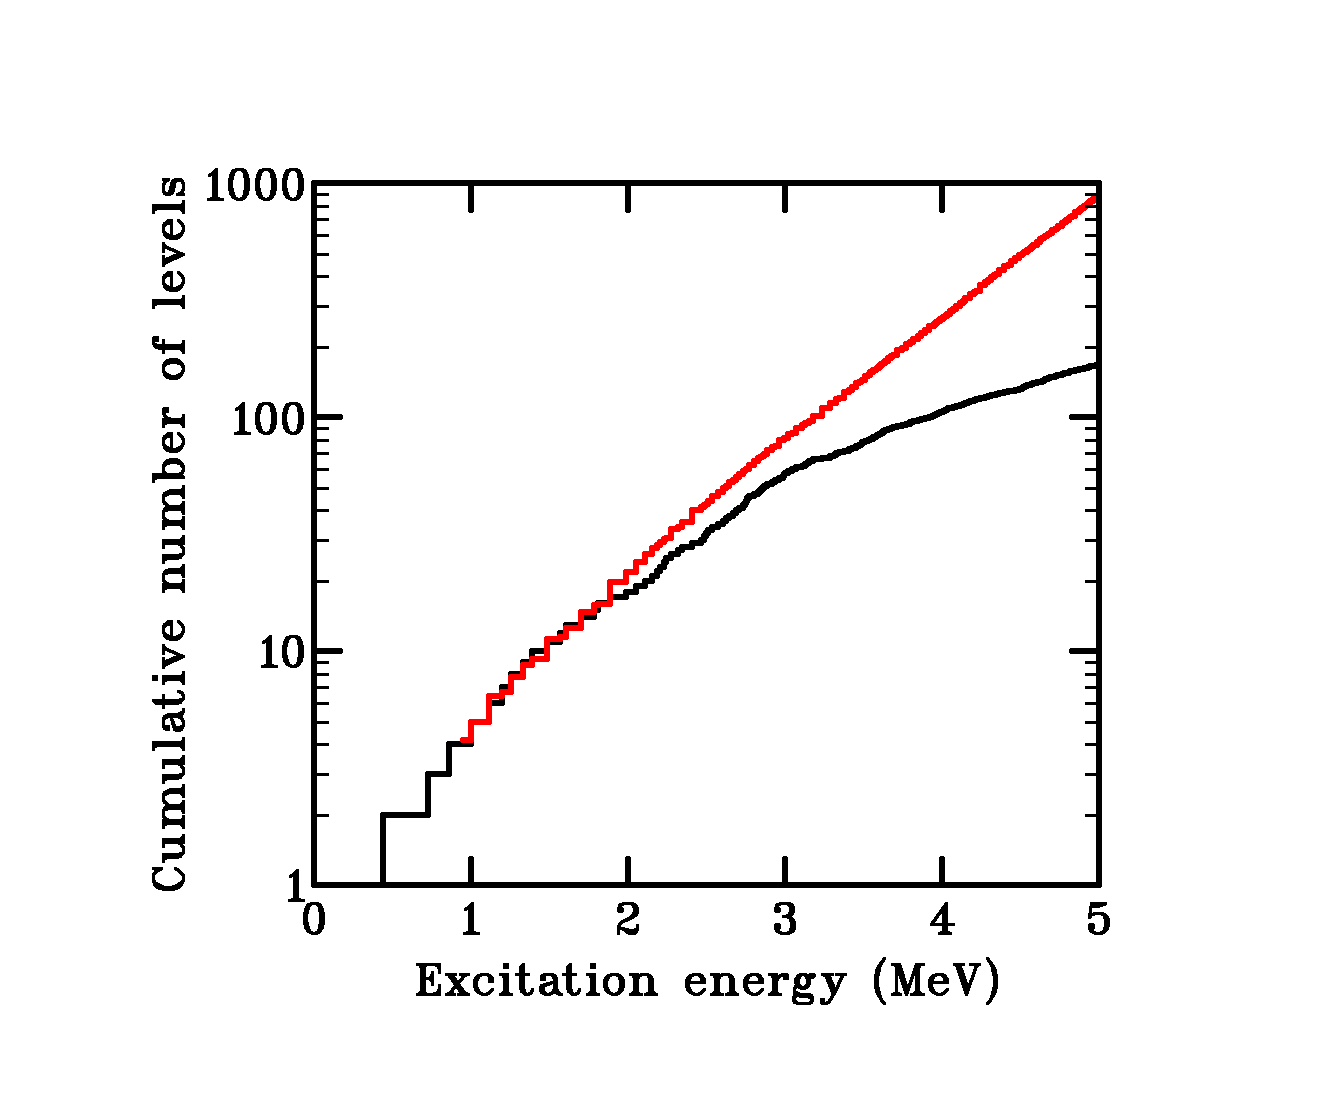 Cumulative number of levels
1000
100
10
1
0 1 2 3 4 5
Excitation energy (MeV)